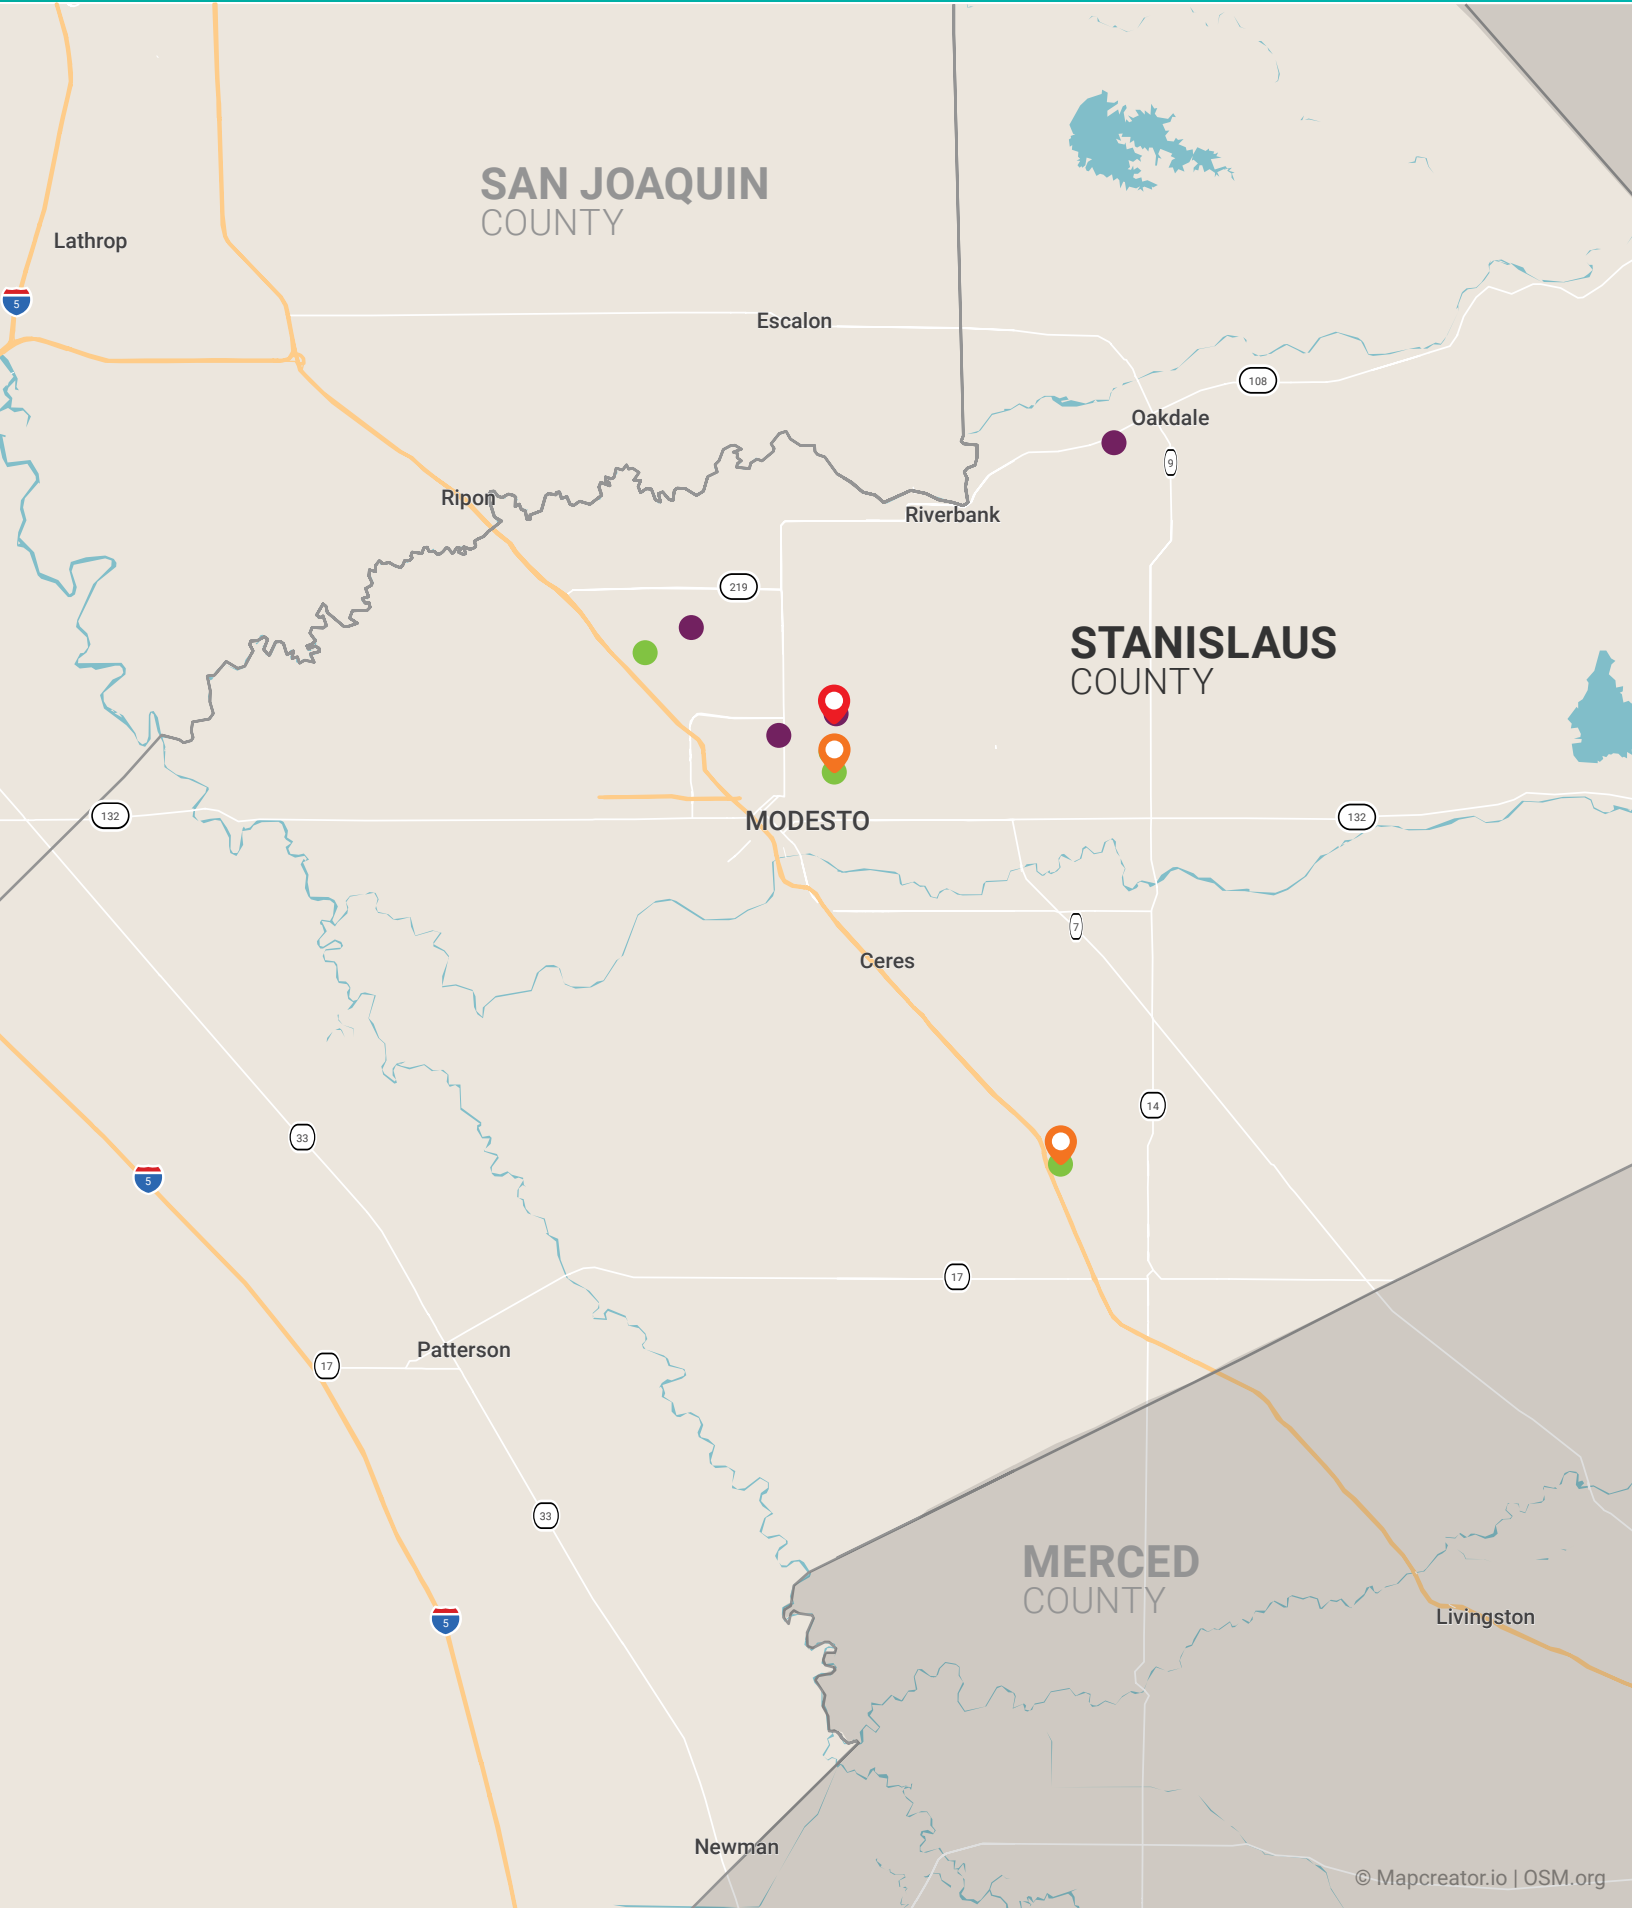 SAN JOAQUIN
COUNTY
Lathrop
5
Escalon
108
Oakdale
9
Ripon
Riverbank
219
STANISLAUS
COUNTY
132
MODESTO
132
7
Ceres
14
33
5
17
Patterson
17
33
MERCED
COUNTY
5
Livingston
Newman
© Mapcreator.io | OSM.org